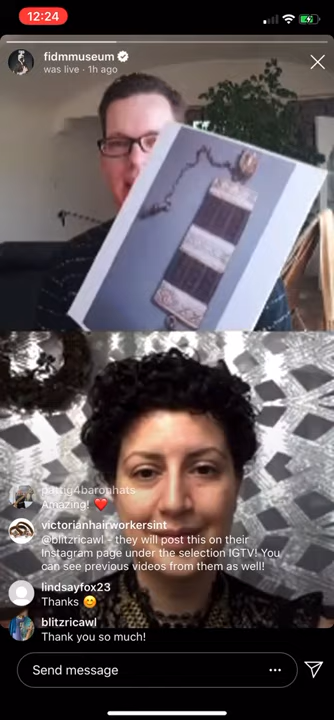 12:24
fidmmuseum
was live · 1h ago
pattig4baronhats
Amazing! ❤️
victorianhairworkersint
@blitzricawl - they will post this on their
Instagram page under the selection IGTV! You
can see previous videos from them as well!
lindsayfox23
Thanks 😊
blitzricawl
Thank you so much!
Send message